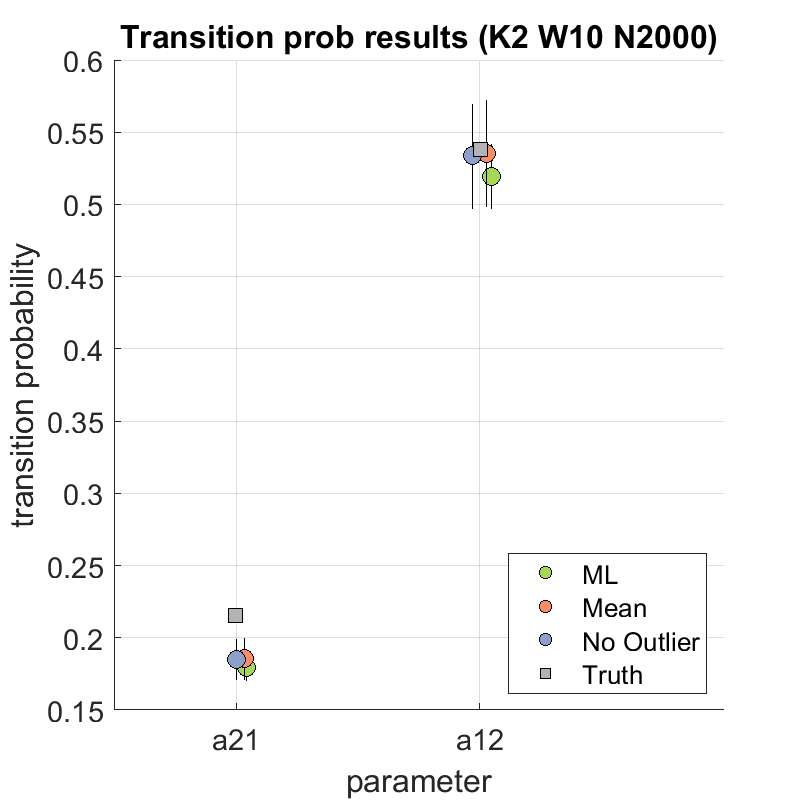 Transition prob results (K2 W10 N2000)
0.6
0.55
0.5
0.45
0.4
0.35
0.3
0.25
0.2
0.15
transition probability
a21
a12
parameter
ML
Mean
No Outlier
Truth